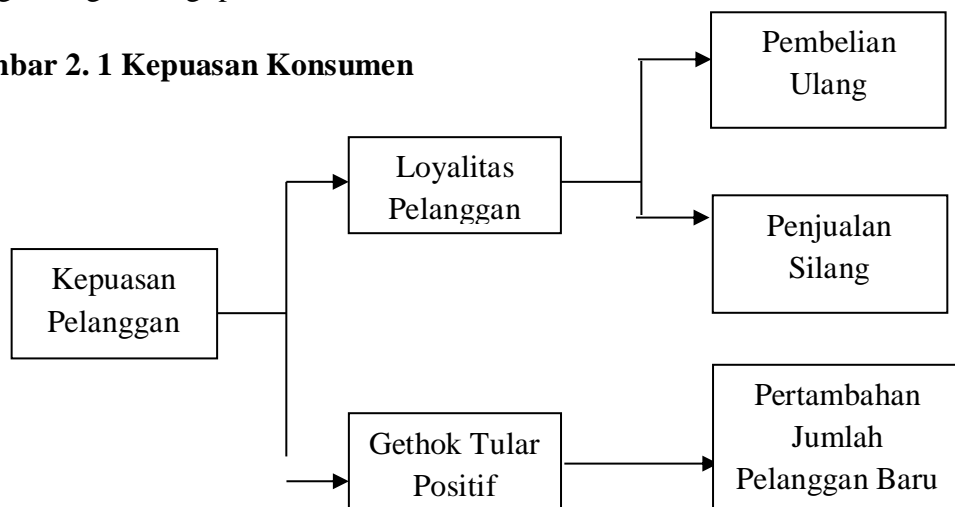 Gambar 2. 1 Kepuasan Konsumen
Pembelian
Ulang
Loyalitas
Pelanggan
Penjualan
Silang
Kepuasan
Pelanggan
Pertambahan
Jumlah
Pelanggan Baru
Gethok Tular
Positif